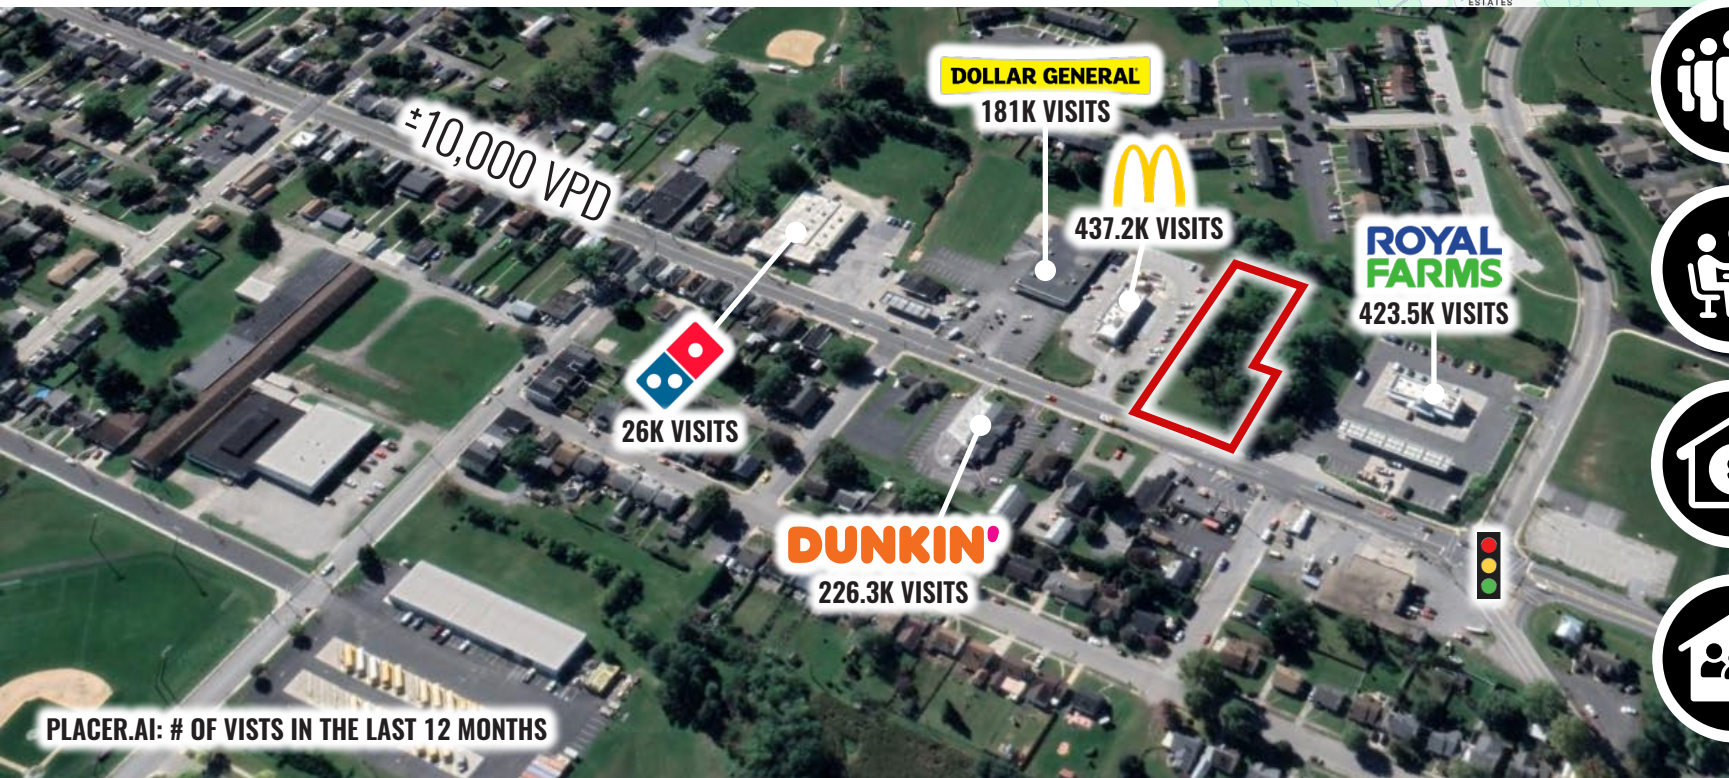 ESTATES
DOLLAR GENERAL
181K VISITS
±10,000 VPD
437.2K VISITS
ROYAL
FARMS
423.5K VISITS
26K VISITS
DUNKIN'
226.3K VISITS
PLACER.AI: # OF VISTS IN THE LAST 12 MONTHS